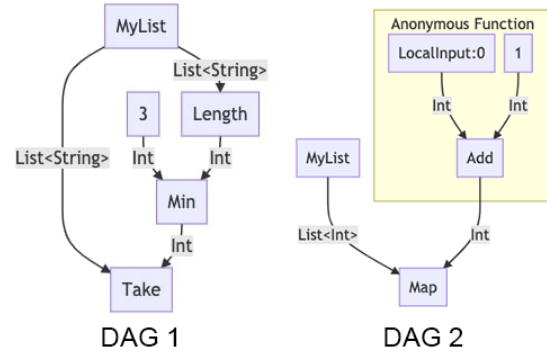 MyList
List<String>
3
Length
List<String>
Int
Int
Min
Int
Take
DAG 1
Anonymous Function
LocalInput:0
1
Int
Int
MyList
Add
List<Int>
Int
Map
DAG 2